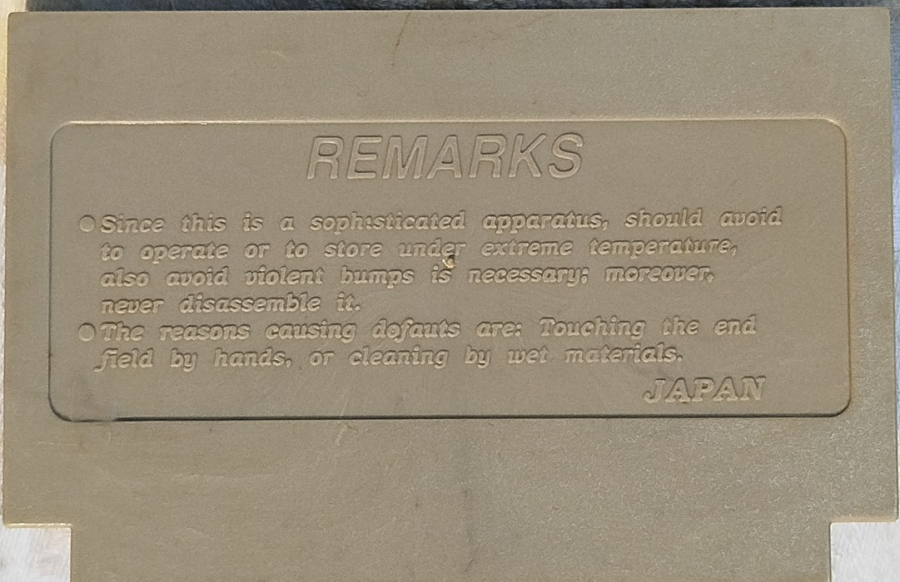 REMARKS
●Since this is a sophisticated apparatus, should avoid
to operate or to store under extreme temperature,
also avoid violent bumps is necessary; moreover,
never disassemble it.
●The reasons causing defauts are: Touching the end
field by hands, or cleaning by wet materials.
JAPAN